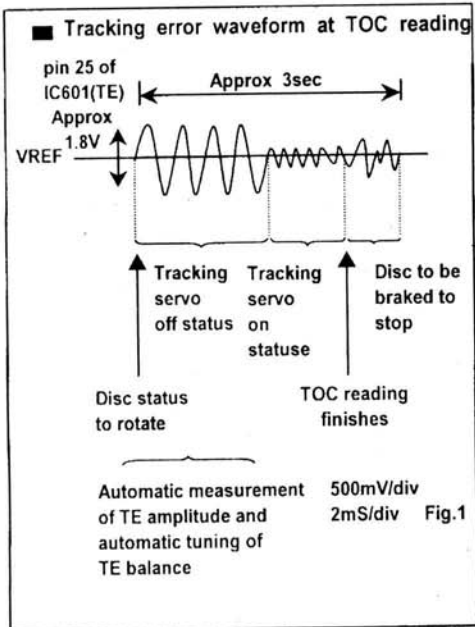 ■ Tracking error waveform at TOC reading
pin 25 of
IC601(TE)
Approx
1.8V
VREF
Approx 3sec
Tracking
servo
off status
Tracking
servo
on
statuse
Disc to be
braked to
stop
Disc status
to rotate
TOC reading
finishes
Automatic measurement
of TE amplitude and
automatic tuning of
TE balance
500mV/div
2mS/div
Fig.1